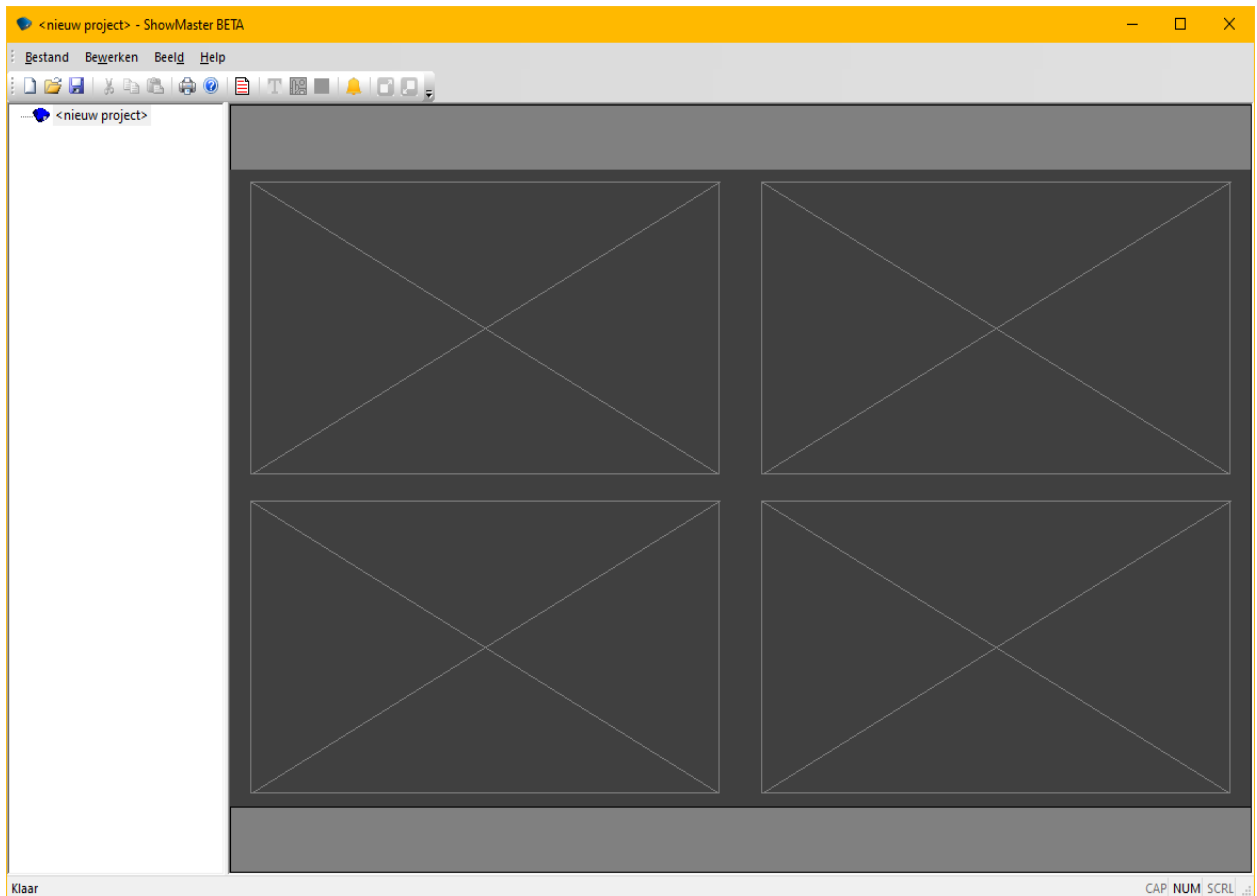 <nieuw project> - ShowMaster BETA
Bestand Bewerken Beeld Help
T
<nieuw project>
Klaar
CAP NUM SCRL